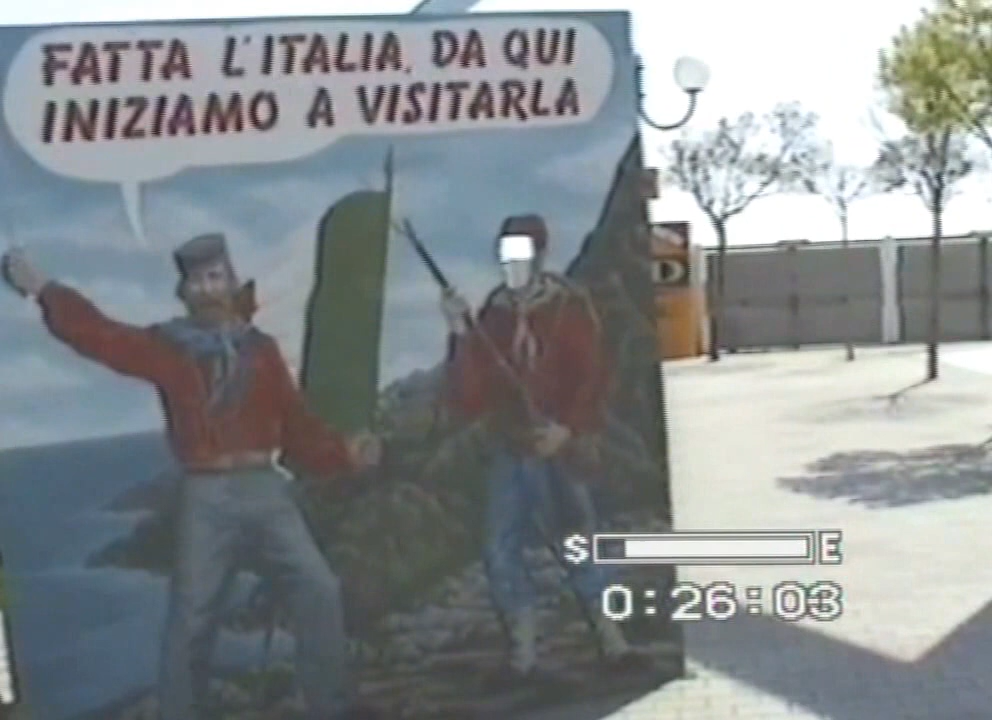 FATTA L'ITALIA, DA QUI
INIZIAMO A VISITARLA
D
S E
0:26:03